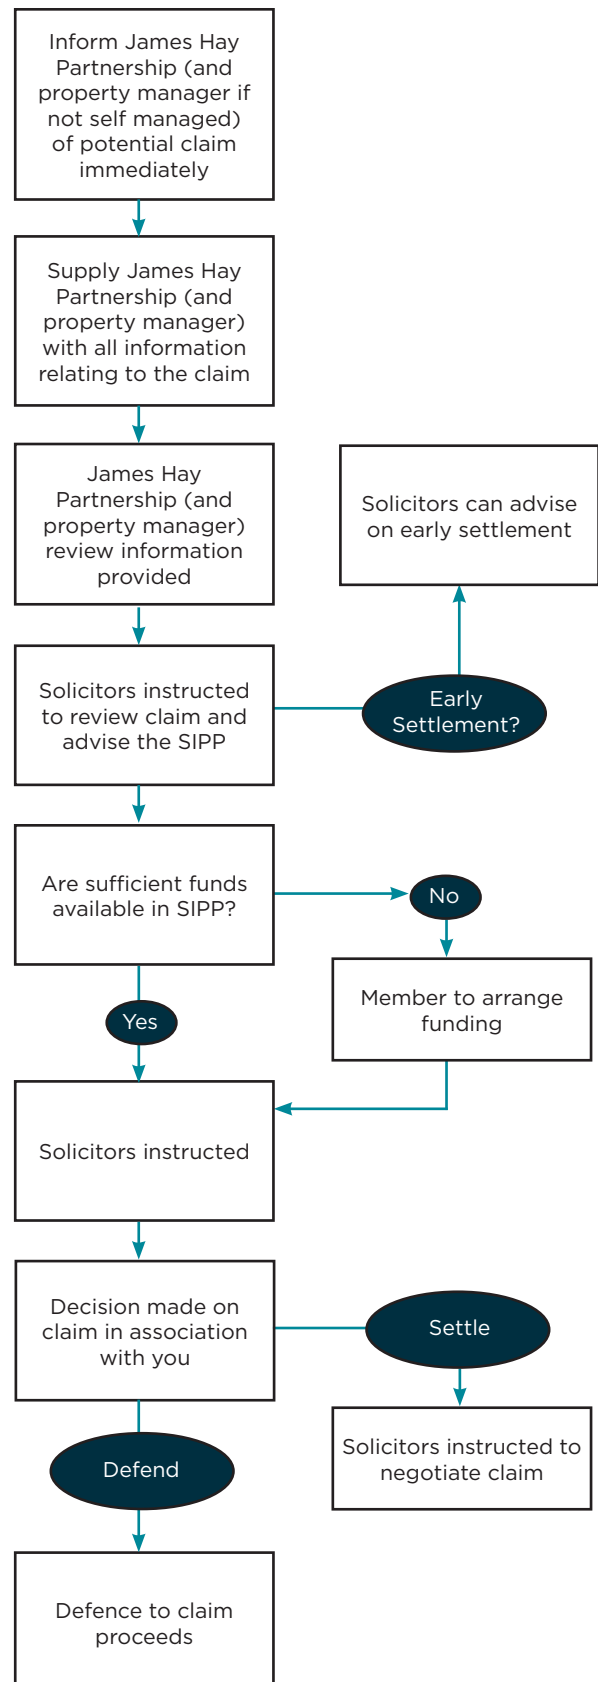 Inform James Hay
Partnership (and
property manager if
not self managed)
of potential claim
immediately
Supply James Hay
Partnership (and
property manager)
with all information
relating to the claim
James Hay
Partnership (and
property manager)
review information
provided
Solicitors can advise
on early settlement
Solicitors instructed
to review claim and
advise the SIPP
Early
Settlement?
Are sufficient funds
available in SIPP?
No
Member to arrange
funding
Yes
Solicitors instructed
Decision made on
claim in association
with you
Settle
Solicitors instructed to
negotiate claim
Defend
Defence to claim
proceeds